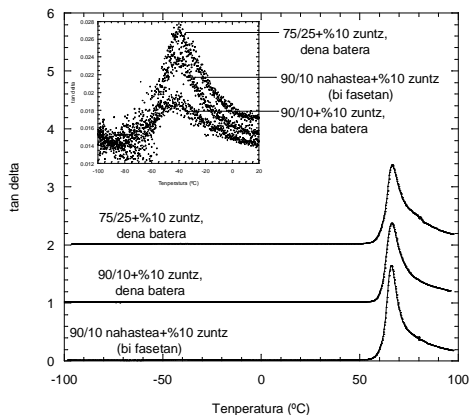 6
5
4
3
2
1
0
-100
-50
0
50
100
tan delta
Tenperatura (ºC)
0.028
0.026
0.024
0.022
0.020
0.018
0.016
0.014
0.012
-100
-80
-60
-40
-20
0
20
tan delta
Tenperatura (ºC)
75/25+%10 zuntz,
dena batera
90/10 nahastea+%10 zuntz
(bi fasetan)
90/10+%10 zuntz,
dena batera
75/25+%10 zuntz,
dena batera
90/10+%10 zuntz,
dena batera
90/10 nahastea+%10 zuntz
(bi fasetan)